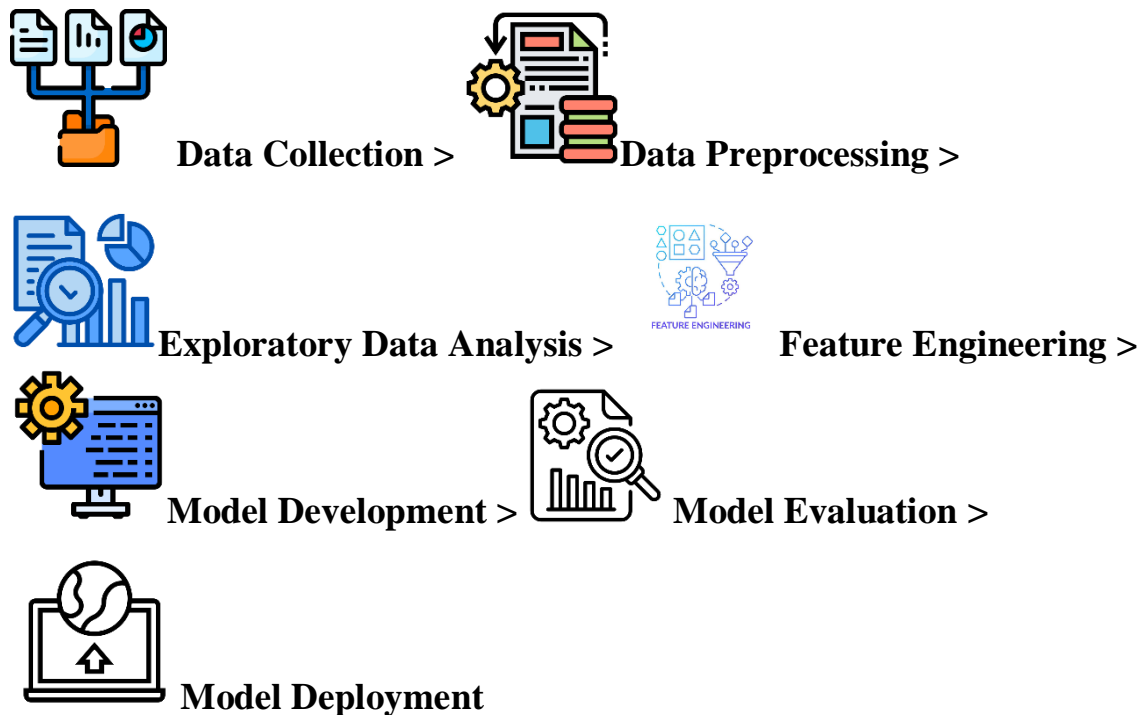 Data Collection > Data Preprocessing >
FEATURE ENGINEERING
Exploratory Data Analysis > Feature Engineering >
Model Development > Model Evaluation >
Model Deployment